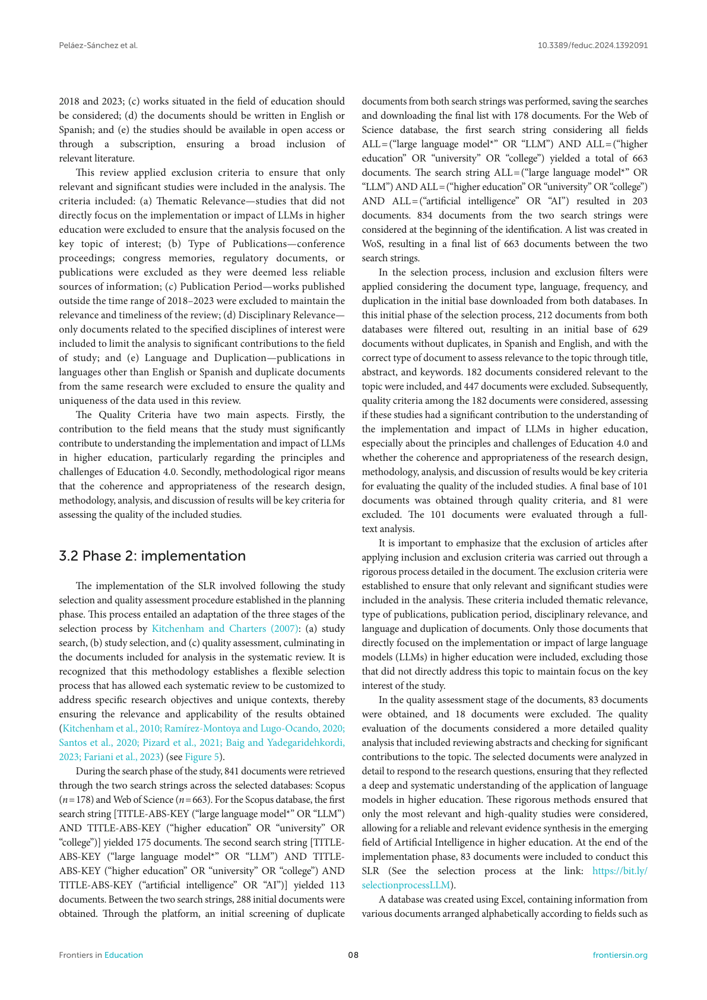 Peláez-Sánchez et al.
10.3389/feduc.2024.1392091
2018 and 2023; (c) works situated in the field of education should
be considered; (d) the documents should be written in English or
Spanish; and (e) the studies should be available in open access or
through a subscription, ensuring a broad inclusion of
relevant literature.
This review applied exclusion criteria to ensure that only
relevant and significant studies were included in the analysis. The
criteria included: (a) Thematic Relevance—studies that did not
directly focus on the implementation or impact of LLMs in higher
education were excluded to ensure that the analysis focused on the
key topic of interest; (b) Type of Publications—conference
proceedings; congress memories, regulatory documents, or
publications were excluded as they were deemed less reliable
sources of information; (c) Publication Period—works published
outside the time range of 2018–2023 were excluded to maintain the
relevance and timeliness of the review; (d) Disciplinary Relevance—
only documents related to the specified disciplines of interest were
included to limit the analysis to significant contributions to the field
of study; and (e) Language and Duplication—publications in
languages other than English or Spanish and duplicate documents
from the same research were excluded to ensure the quality and
uniqueness of the data used in this review.
The Quality Criteria have two main aspects. Firstly, the
contribution to the field means that the study must significantly
contribute to understanding the implementation and impact of LLMs
in higher education, particularly regarding the principles and
challenges of Education 4.0. Secondly, methodological rigor means
that the coherence and appropriateness of the research design,
methodology, analysis, and discussion of results will be key criteria for
assessing the quality of the included studies.
3.2 Phase 2: implementation
The implementation of the SLR involved following the study
selection and quality assessment procedure established in the planning
phase. This process entailed an adaptation of the three stages of the
selection process by Kitchenham and Charters (2007): (a) study
search, (b) study selection, and (c) quality assessment, culminating in
the documents included for analysis in the systematic review. It is
recognized that this methodology establishes a flexible selection
process that has allowed each systematic review to be customized to
address specific research objectives and unique contexts, thereby
ensuring the relevance and applicability of the results obtained
(Kitchenham et al., 2010; Ramírez-Montoya and Lugo-Ocando, 2020;
Santos et al., 2020; Pizard et al., 2021; Baig and Yadegaridehkordi,
2023; Fariani et al., 2023) (see Figure 5).
During the search phase of the study, 841 documents were retrieved
through the two search strings across the selected databases: Scopus
(n=178) and Web of Science (n=663). For the Scopus database, the first
search string [TITLE-ABS-KEY (“large language model*” OR “LLM”)
AND TITLE-ABS-KEY (“higher education” OR “university” OR
“college”)] yielded 175 documents. The second search string [TITLE-
ABS-KEY (“large language model*” OR “LLM”) AND TITLE-
ABS-KEY (“higher education” OR “university” OR “college”) AND
TITLE-ABS-KEY (“artificial intelligence” OR “AI”)] yielded 113
documents. Between the two search strings, 288 initial documents were
obtained. Through the platform, an initial screening of duplicate
documents from both search strings was performed, saving the searches
and downloading the final list with 178 documents. For the Web of
Science database, the first search string considering all fields
ALL=(“large language model*” OR “LLM”) AND ALL=(“higher
education” OR “university” OR “college”) yielded a total of 663
documents. The search string ALL=(“large language model*” OR
“LLM”) AND ALL=(“higher education” OR “university” OR “college”)
AND ALL=(“artificial intelligence” OR “AI”) resulted in 203
documents. 834 documents from the two search strings were
considered at the beginning of the identification. A list was created in
WoS, resulting in a final list of 663 documents between the two
search strings.
In the selection process, inclusion and exclusion filters were
applied considering the document type, language, frequency, and
duplication in the initial base downloaded from both databases. In
this initial phase of the selection process, 212 documents from both
databases were filtered out, resulting in an initial base of 629
documents without duplicates, in Spanish and English, and with the
correct type of document to assess relevance to the topic through title,
abstract, and keywords. 182 documents considered relevant to the
topic were included, and 447 documents were excluded. Subsequently,
quality criteria among the 182 documents were considered, assessing
if these studies had a significant contribution to the understanding of
the implementation and impact of LLMs in higher education,
especially about the principles and challenges of Education 4.0 and
whether the coherence and appropriateness of the research design,
methodology, analysis, and discussion of results would be key criteria
for evaluating the quality of the included studies. A final base of 101
documents was obtained through quality criteria, and 81 were
excluded. The 101 documents were evaluated through a full-
text analysis.
It is important to emphasize that the exclusion of articles after
applying inclusion and exclusion criteria was carried out through a
rigorous process detailed in the document. The exclusion criteria were
established to ensure that only relevant and significant studies were
included in the analysis. These criteria included thematic relevance,
type of publications, publication period, disciplinary relevance, and
language and duplication of documents. Only those documents that
directly focused on the implementation or impact of large language
models (LLMs) in higher education were included, excluding those
that did not directly address this topic to maintain focus on the key
interest of the study.
In the quality assessment stage of the documents, 83 documents
were obtained, and 18 documents were excluded. The quality
evaluation of the documents considered a more detailed quality
analysis that included reviewing abstracts and checking for significant
contributions to the topic. The selected documents were analyzed in
detail to respond to the research questions, ensuring that they reflected
a deep and systematic understanding of the application of language
models in higher education. These rigorous methods ensured that
only the most relevant and high-quality studies were considered,
allowing for a reliable and relevant evidence synthesis in the emerging
field of Artificial Intelligence in higher education. At the end of the
implementation phase, 83 documents were included to conduct this
SLR (See the selection process at the link: https://bit.ly/
selectionprocessLLM).
A database was created using Excel, containing information from
various documents arranged alphabetically according to fields such as
Frontiers in Education
08
frontiersin.org